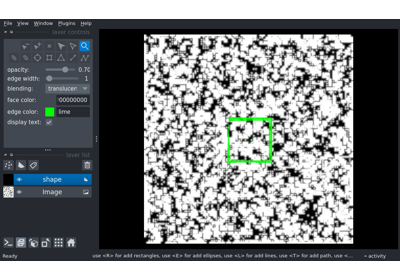 File View Window Plugins Help
layer controls
opacity: 0.70
edge width: 1
blending: translucen
face color: 00000000
edge color: lime
display text:
layer list
shape
Image
Ready
use <R> for add rectangles, use <E> for add ellipses, use <L> for add lines, use <T> for add path, use <...
activity